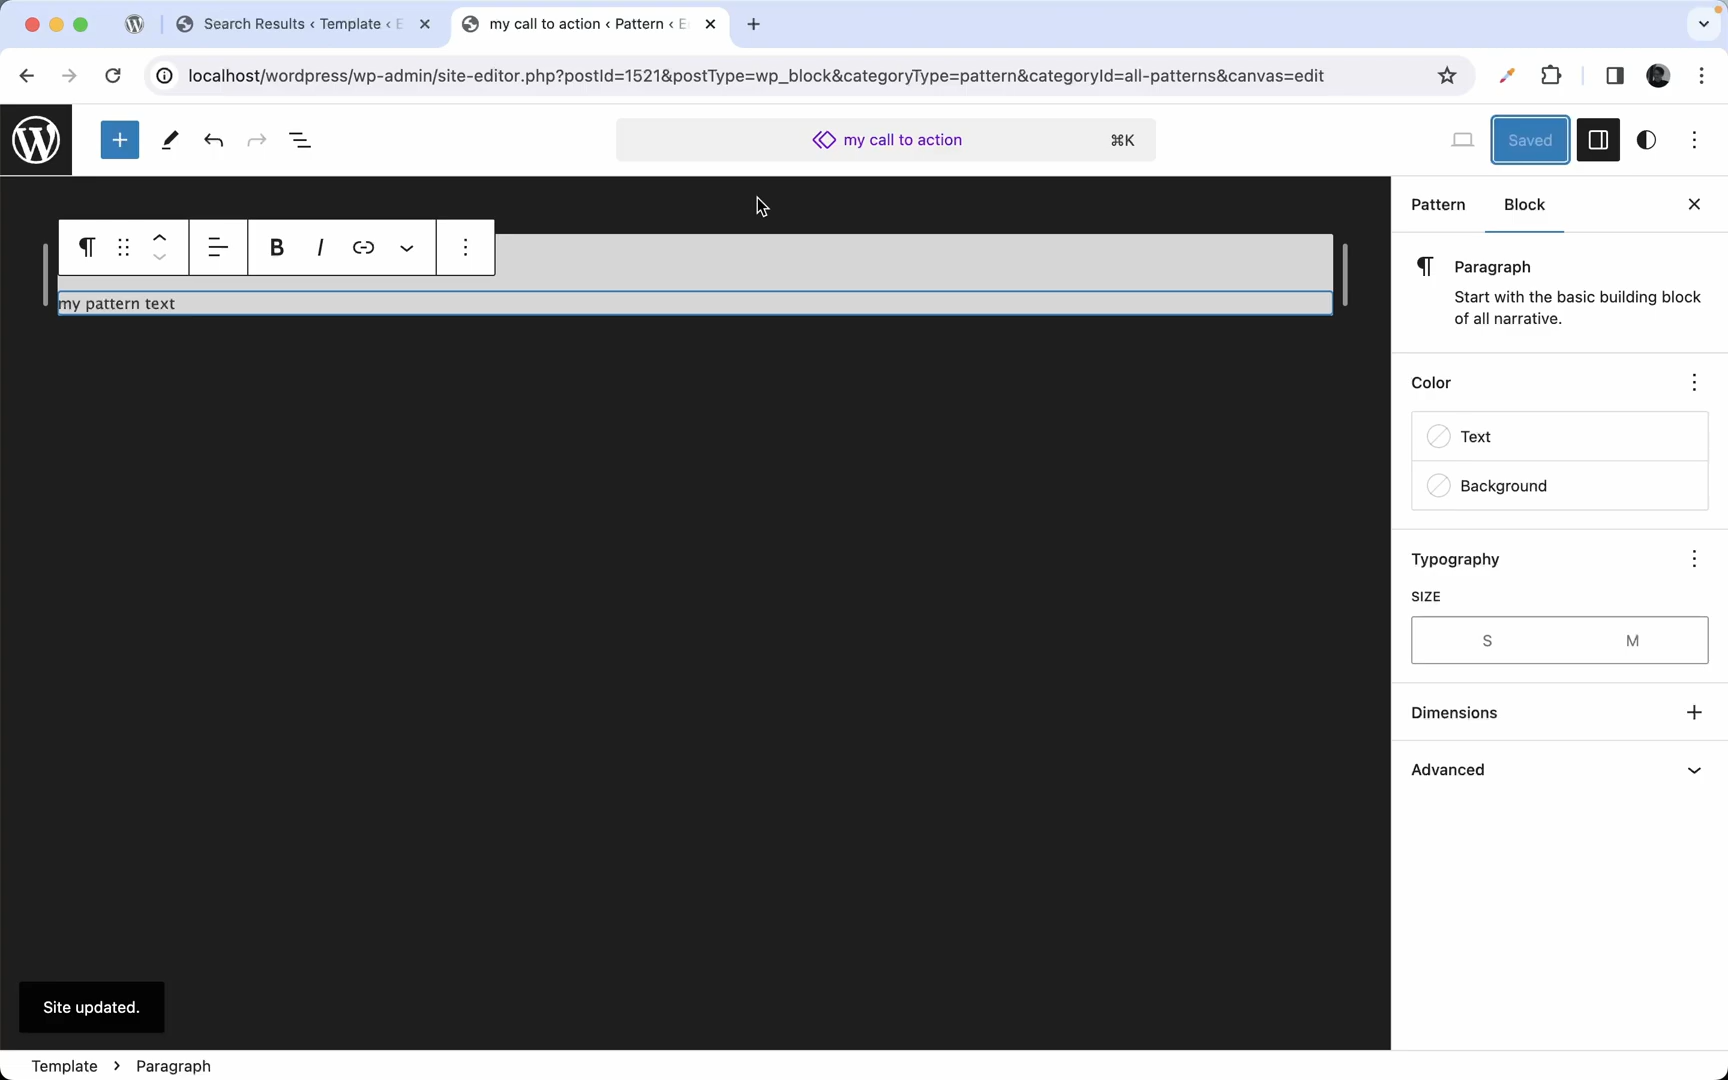 Search Results ‹ Template ‹ E
my call to action ‹ Pattern ‹ E
localhost/wordpress/wp-admin/site-editor.php?postId=1521&postType=wp_block&categoryType=pattern&categoryId=all-patterns&canvas=edit
my call to action
⌘K
Saved
Pattern
Block
B
I
my pattern text
Paragraph
Start with the basic building block
of all narrative.
Color
Text
Background
Typography
SIZE
S
M
Dimensions
Advanced
Site updated.
Template › Paragraph